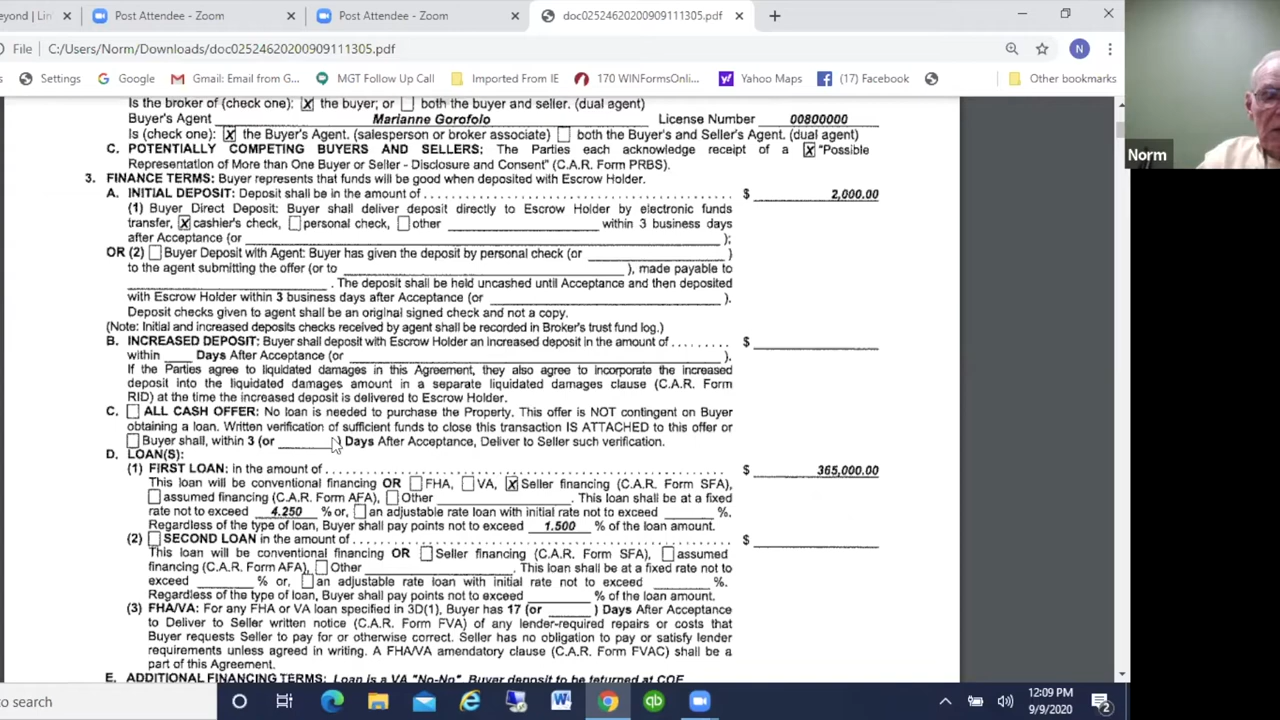 eyond | Lin
Post Attendee - Zoom
Post Attendee - Zoom
doc02524620200909111305.pdf
File C:/Users/Norm/Downloads/doc02524620200909111305.pdf
N
Settings Google Gmail: Email from G... MGT Follow Up Call Imported From IE 170 WINFormsOnli... Yahoo Maps (17) Facebook Other bookmarks
Is the broker of (check one): X the buyer; or both the buyer and seller. (dual agent)
Buyer's Agent Marianne Gorofolo License Number 00800000
Is (check one): X the Buyer's Agent. (salesperson or broker associate) both the Buyer's and Seller's Agent. (dual agent)
C. POTENTIALLY COMPETING BUYERS AND SELLERS; The Parties each acknowledge receipt of a X "Possible
Representation of More than One Buyer or Seller - Disclosure and Consent" (C.A.R. Form PRBS).
3. FINANCE TERMS: Buyer represents that funds will be good when deposited with Escrow Holder.
A. INITIAL DEPOSIT: Deposit shall be in the amount of $ 2,000.00
(1) Buyer Direct Deposit: Buyer shall deliver deposit directly to Escrow Holder by electronic funds
transfer, X cashier's check, personal check, other within 3 business days
after Acceptance (or );
OR (2) Buyer Deposit with Agent: Buyer has given the deposit by personal check (or )
to the agent submitting the offer (or to ), made payable to
. The deposit shall be held uncashed until Acceptance and then deposited
with Escrow Holder within 3 business days after Acceptance (or ).
Deposit checks given to agent shall be an original signed check and not a copy.
(Note: Initial and increased deposits checks received by agent shall be recorded in Broker's trust fund log.)
B. INCREASED DEPOSIT: Buyer shall deposit with Escrow Holder an increased deposit in the amount of $
within Days After Acceptance (or ).
If the Parties agree to liquidated damages in this Agreement, they also agree to incorporate the increased
deposit into the liquidated damages amount in a separate liquidated damages clause (C.A.R. Form
RID) at the time the increased deposit is delivered to Escrow Holder.
C. ALL CASH OFFER: No loan is needed to purchase the Property. This offer is NOT contingent on Buyer
obtaining a loan. Written verification of sufficient funds to close this transaction IS ATTACHED to this offer or
Buyer shall, within 3 (or ) Days After Acceptance, Deliver to Seller such verification.
D. LOAN(S):
(1) FIRST LOAN: in the amount of $ 365,000.00
This loan will be conventional financing OR FHA, VA, X Seller financing (C.A.R. Form SFA),
assumed financing (C.A.R. Form AFA), Other . This loan shall be at a fixed
rate not to exceed 4.250 % or, an adjustable rate loan with initial rate not to exceed %.
Regardless of the type of loan, Buyer shall pay points not to exceed 1.500 % of the loan amount.
(2) SECOND LOAN in the amount of $
This loan will be conventional financing OR Seller financing (C.A.R. Form SFA), assumed
financing (C.A.R. Form AFA), Other . This loan shall be at a fixed rate not to
exceed % or, an adjustable rate loan with initial rate not to exceed %.
Regardless of the type of loan, Buyer shall pay points not to exceed % of the loan amount.
(3) FHA/VA: For any FHA or VA loan specified in 3D(1), Buyer has 17 (or ) Days After Acceptance
to Deliver to Seller written notice (C.A.R. Form FVA) of any lender-required repairs or costs that
Buyer requests Seller to pay for or otherwise correct. Seller has no obligation to pay or satisfy lender
requirements unless agreed in writing. A FHA/VA amendatory clause (C.A.R. Form FVAC) shall be a
part of this Agreement.
E. ADDITIONAL FINANCING TERMS: Loan is a VA "No-No" Buyer deposit to be returned at COE
Norm
to search
12:09 PM
9/9/2020
2